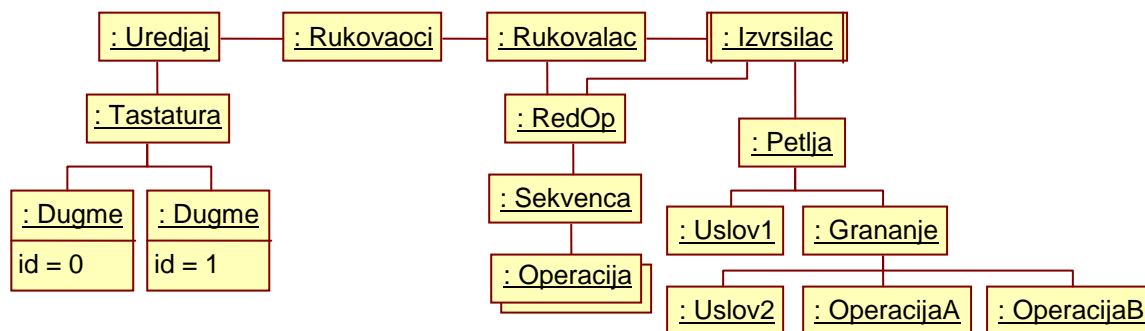 : Uredjaj
: Rukovaoci
: Rukovalac
: Izvrsilac
: Tastatura
: RedOp
: Petlja
: Dugme
id = 0
: Dugme
id = 1
: Sekvenca
: Uslov1
: Grananje
: Operacija
: Uslov2
: OperacijaA
: OperacijaB